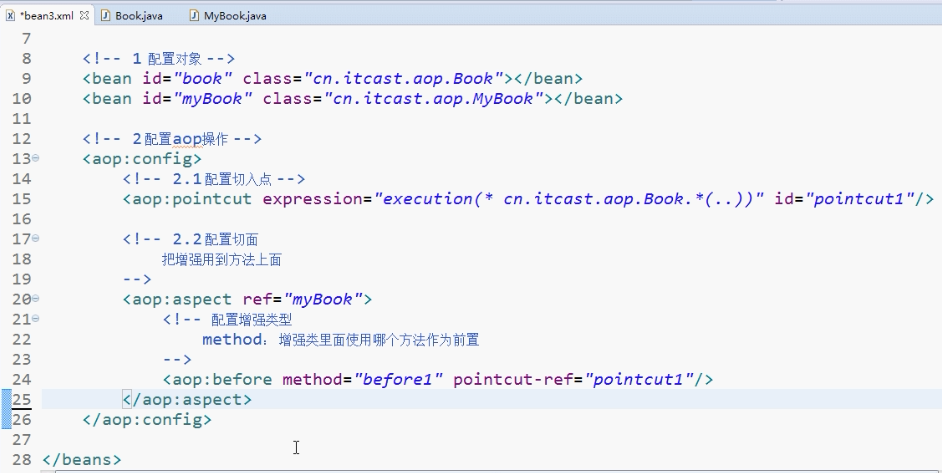 *bean3.xml Book.java MyBook.java
7
8 <!-- 1 配置对象 -->
9 <bean id="book" class="cn.itcast.aop.Book"></bean>
10 <bean id="myBook" class="cn.itcast.aop.MyBook"></bean>
11
12 <!-- 2配置aop操作 -->
13 <aop:config>
14 <!-- 2.1配置切入点 -->
15 <aop:pointcut expression="execution(* cn.itcast.aop.Book.*(..))" id="pointcut1"/>
16
17 <!-- 2.2配置切面
18 把增强用到方法上面
19 -->
20 <aop:aspect ref="myBook">
21 <!-- 配置增强类型
22 method：增强类里面使用哪个方法作为前置
23 -->
24 <aop:before method="before1" pointcut-ref="pointcut1"/>
25 </aop:aspect>
26 </aop:config>
27
28 </beans>